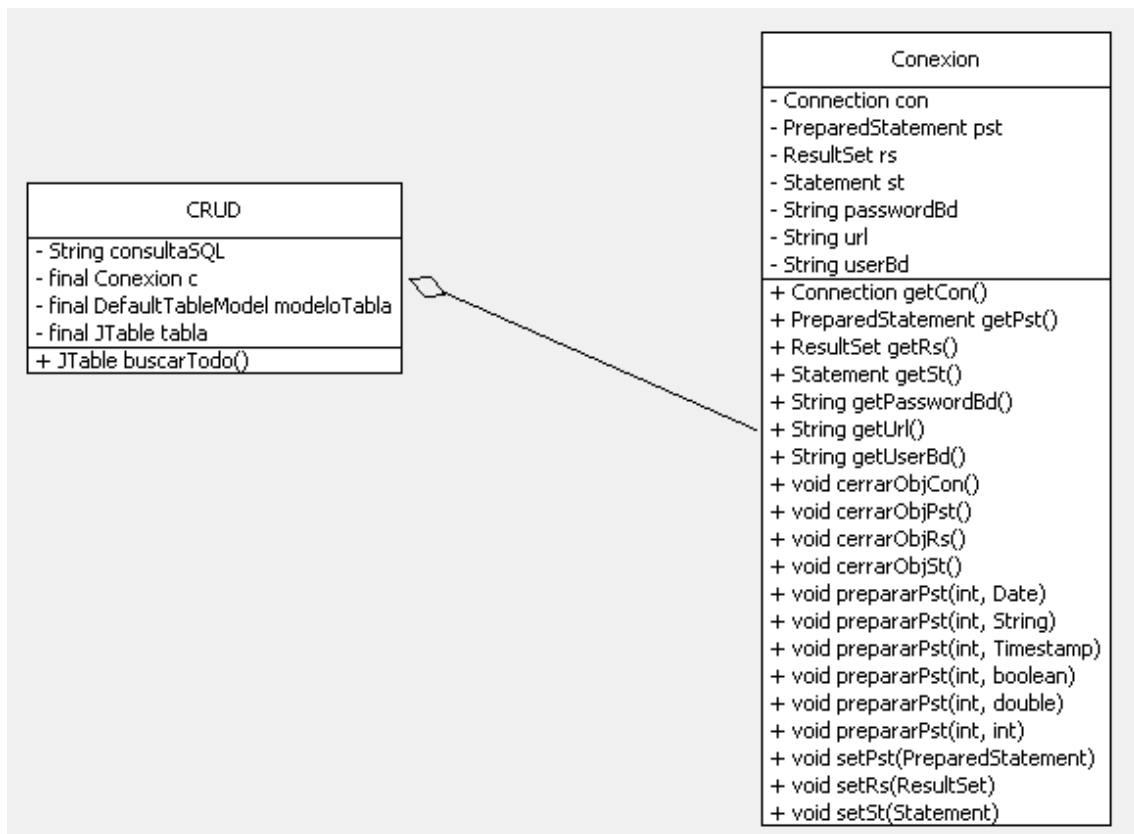 CRUD
- String consultaSQL
- final Conexion c
- final DefaultTableModel modeloTabla
- final JTable tabla
+ JTable buscarTodo()
Conexion
- Connection con
- PreparedStatement pst
- ResultSet rs
- Statement st
- String passwordBd
- String url
- String userBd
+ Connection getCon()
+ PreparedStatement getPst()
+ ResultSet getRs()
+ Statement getSt()
+ String getPasswordBd()
+ String getUrl()
+ String getUserBd()
+ void cerrarObjCon()
+ void cerrarObjPst()
+ void cerrarObjRs()
+ void cerrarObjSt()
+ void prepararPst(int, Date)
+ void prepararPst(int, String)
+ void prepararPst(int, Timestamp)
+ void prepararPst(int, boolean)
+ void prepararPst(int, double)
+ void prepararPst(int, int)
+ void setPst(PreparedStatement)
+ void setRs(ResultSet)
+ void setSt(Statement)